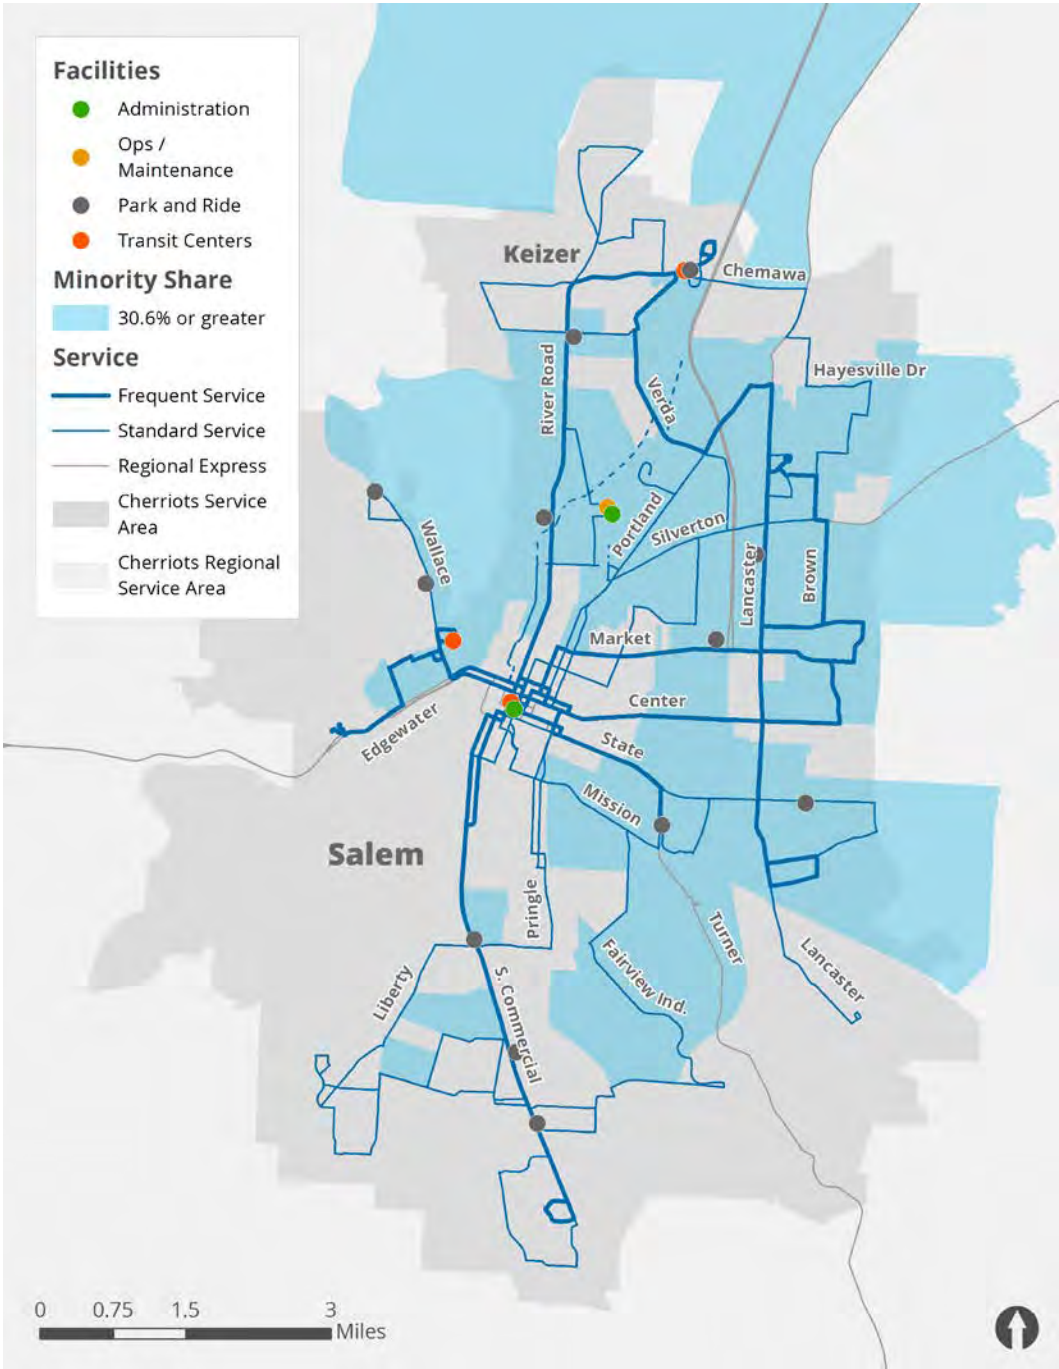 Facilities
Administration
Ops /
Maintenance
Park and Ride
Transit Centers
Minority Share
30.6% or greater
Service
Frequent Service
Standard Service
Regional Express
Cherriots Service
Area
Cherriots Regional
Service Area
Keizer
Chemawa
Hayesville Dr
River Road
Verda
Portland
Silverton
Wallace
Lancaster
Brown
Market
Center
Edgewater
State
Mission
Salem
Pringle
Turner
Lancaster
Fairview Ind.
Liberty
S. Commercial
0 0.75 1.5 3
Miles